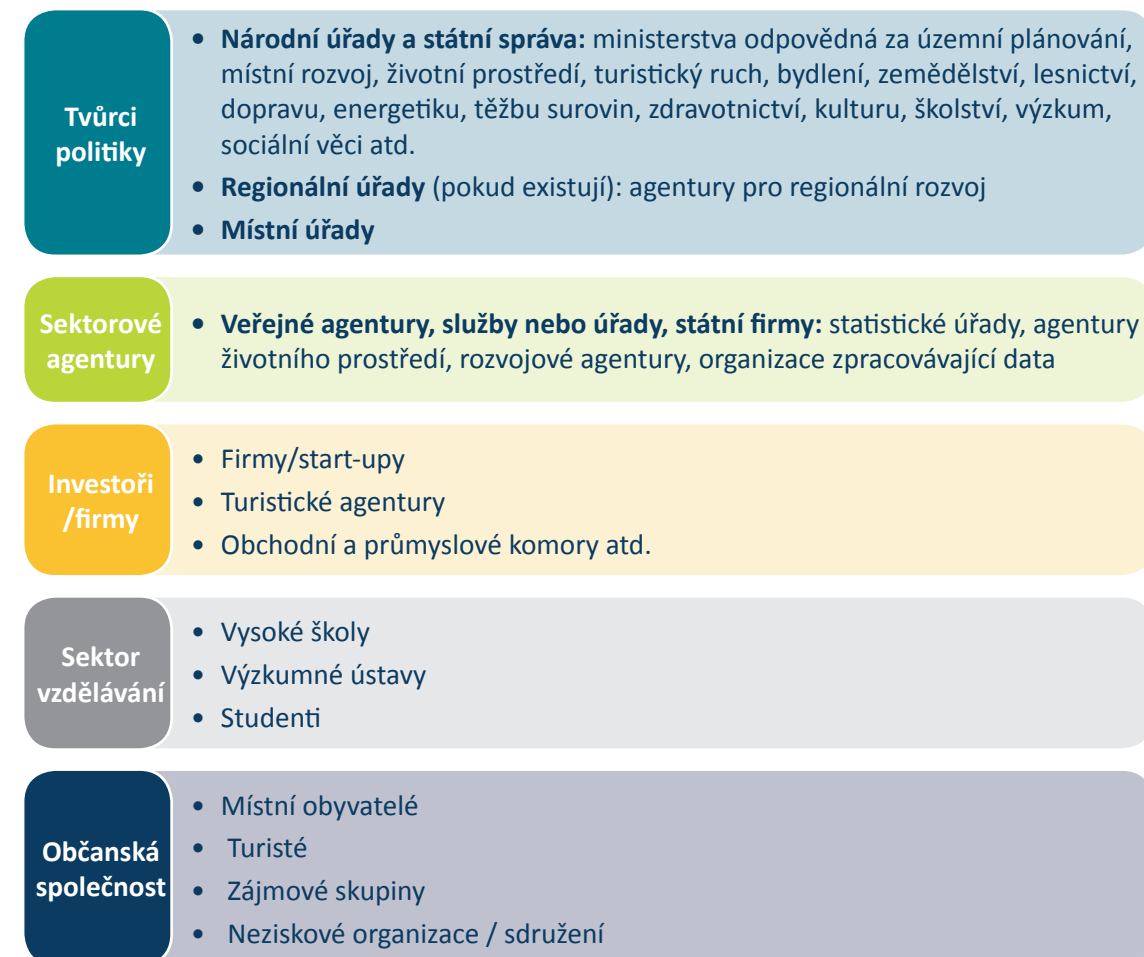 Tvůrci
politiky
• Národní úřady a státní správa: ministerstva odpovědná za územní plánování,
místní rozvoj, životní prostředí, turistický ruch, bydlení, zemědělství, lesnictví,
dopravu, energetiku, těžbu surovin, zdravotnictví, kulturu, školství, výzkum,
sociální věci atd.
• Regionální úřady (pokud existují): agentury pro regionální rozvoj
• Místní úřady
Sektorové
agentury
• Veřejné agentury, služby nebo úřady, státní firmy: statistické úřady, agentury
životního prostředí, rozvojové agentury, organizace zpracovávající data
Investoři
/firmy
• Firmy/start-upy
• Turistické agentury
• Obchodní a průmyslové komory atd.
Sektor
vzdělávání
• Vysoké školy
• Výzkumné ústavy
• Studenti
Občanská
společnost
• Místní obyvatelé
• Turisté
• Zájmové skupiny
• Neziskové organizace / sdružení